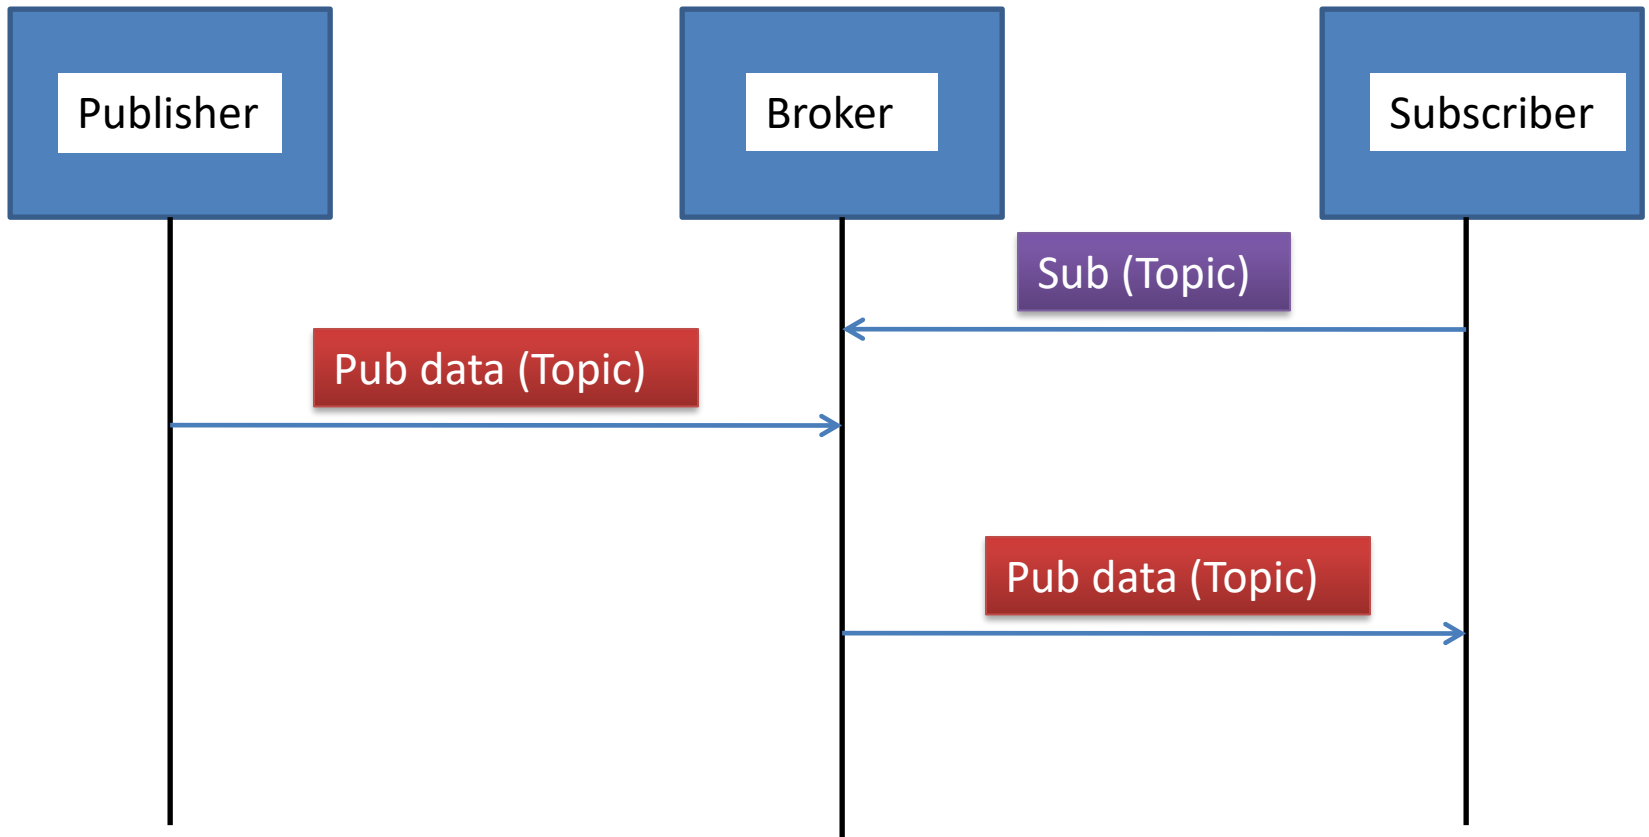 Publisher
Broker
Subscriber
Sub (Topic)
Pub data (Topic)
Pub data (Topic)